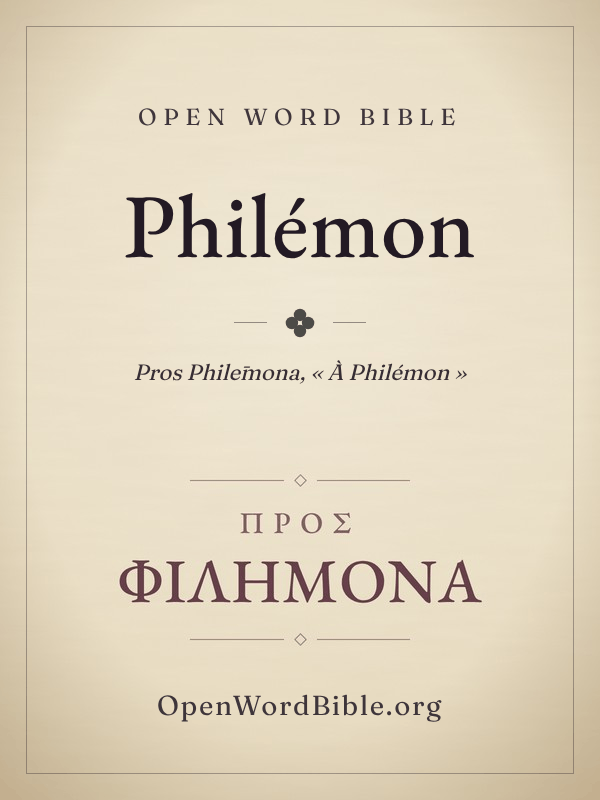 OPEN WORD BIBLE
Philémon
Pros Philēmona, « À Philémon »
ΠΡΟΣ
ΦΙΛΗΜΟΝΑ
OpenWordBible.org